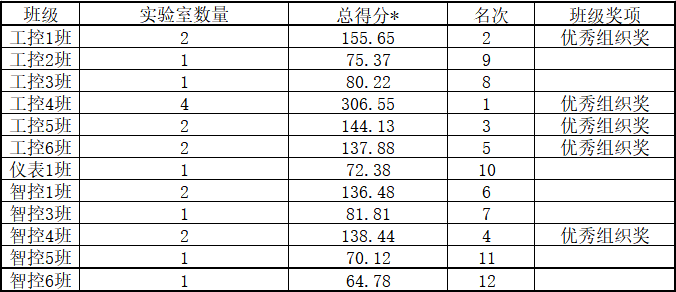 班级 实验室数量 总得分* 名次 班级奖项
工控1班 2 155.65 2 优秀组织奖
工控2班 1 75.37 9
工控3班 1 80.22 8
工控4班 4 306.55 1 优秀组织奖
工控5班 2 144.13 3 优秀组织奖
工控6班 2 137.88 5 优秀组织奖
仪表1班 1 72.38 10
智控1班 2 136.48 6
智控3班 1 81.81 7
智控4班 2 138.44 4 优秀组织奖
智控5班 1 70.12 11
智控6班 1 64.78 12